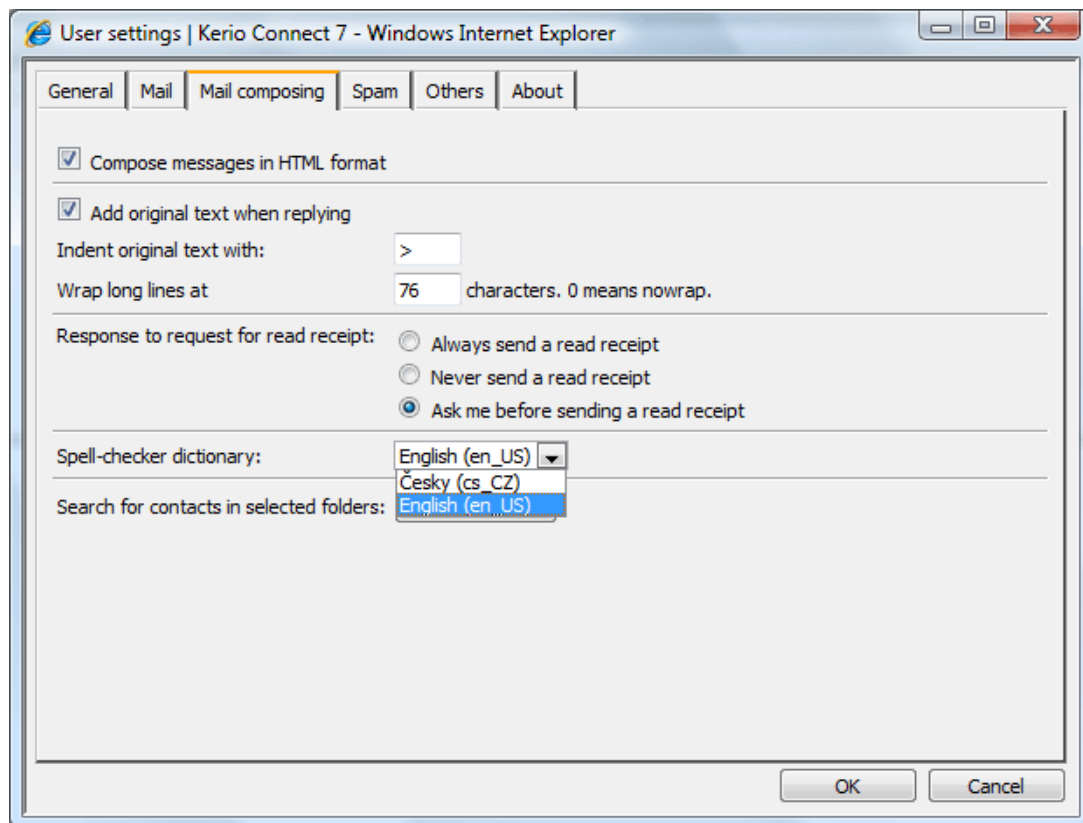 User settings | Kerio Connect 7 - Windows Internet Explorer
General Mail Mail composing Spam Others About
Compose messages in HTML format
Add original text when replying
Indent original text with: >
Wrap long lines at 76 characters. 0 means nowrap.
Response to request for read receipt: Always send a read receipt
Never send a read receipt
Ask me before sending a read receipt
Spell-checker dictionary: English (en_US)
Česky (cs_CZ)
Search for contacts in selected folders: English (en_US)
OK Cancel